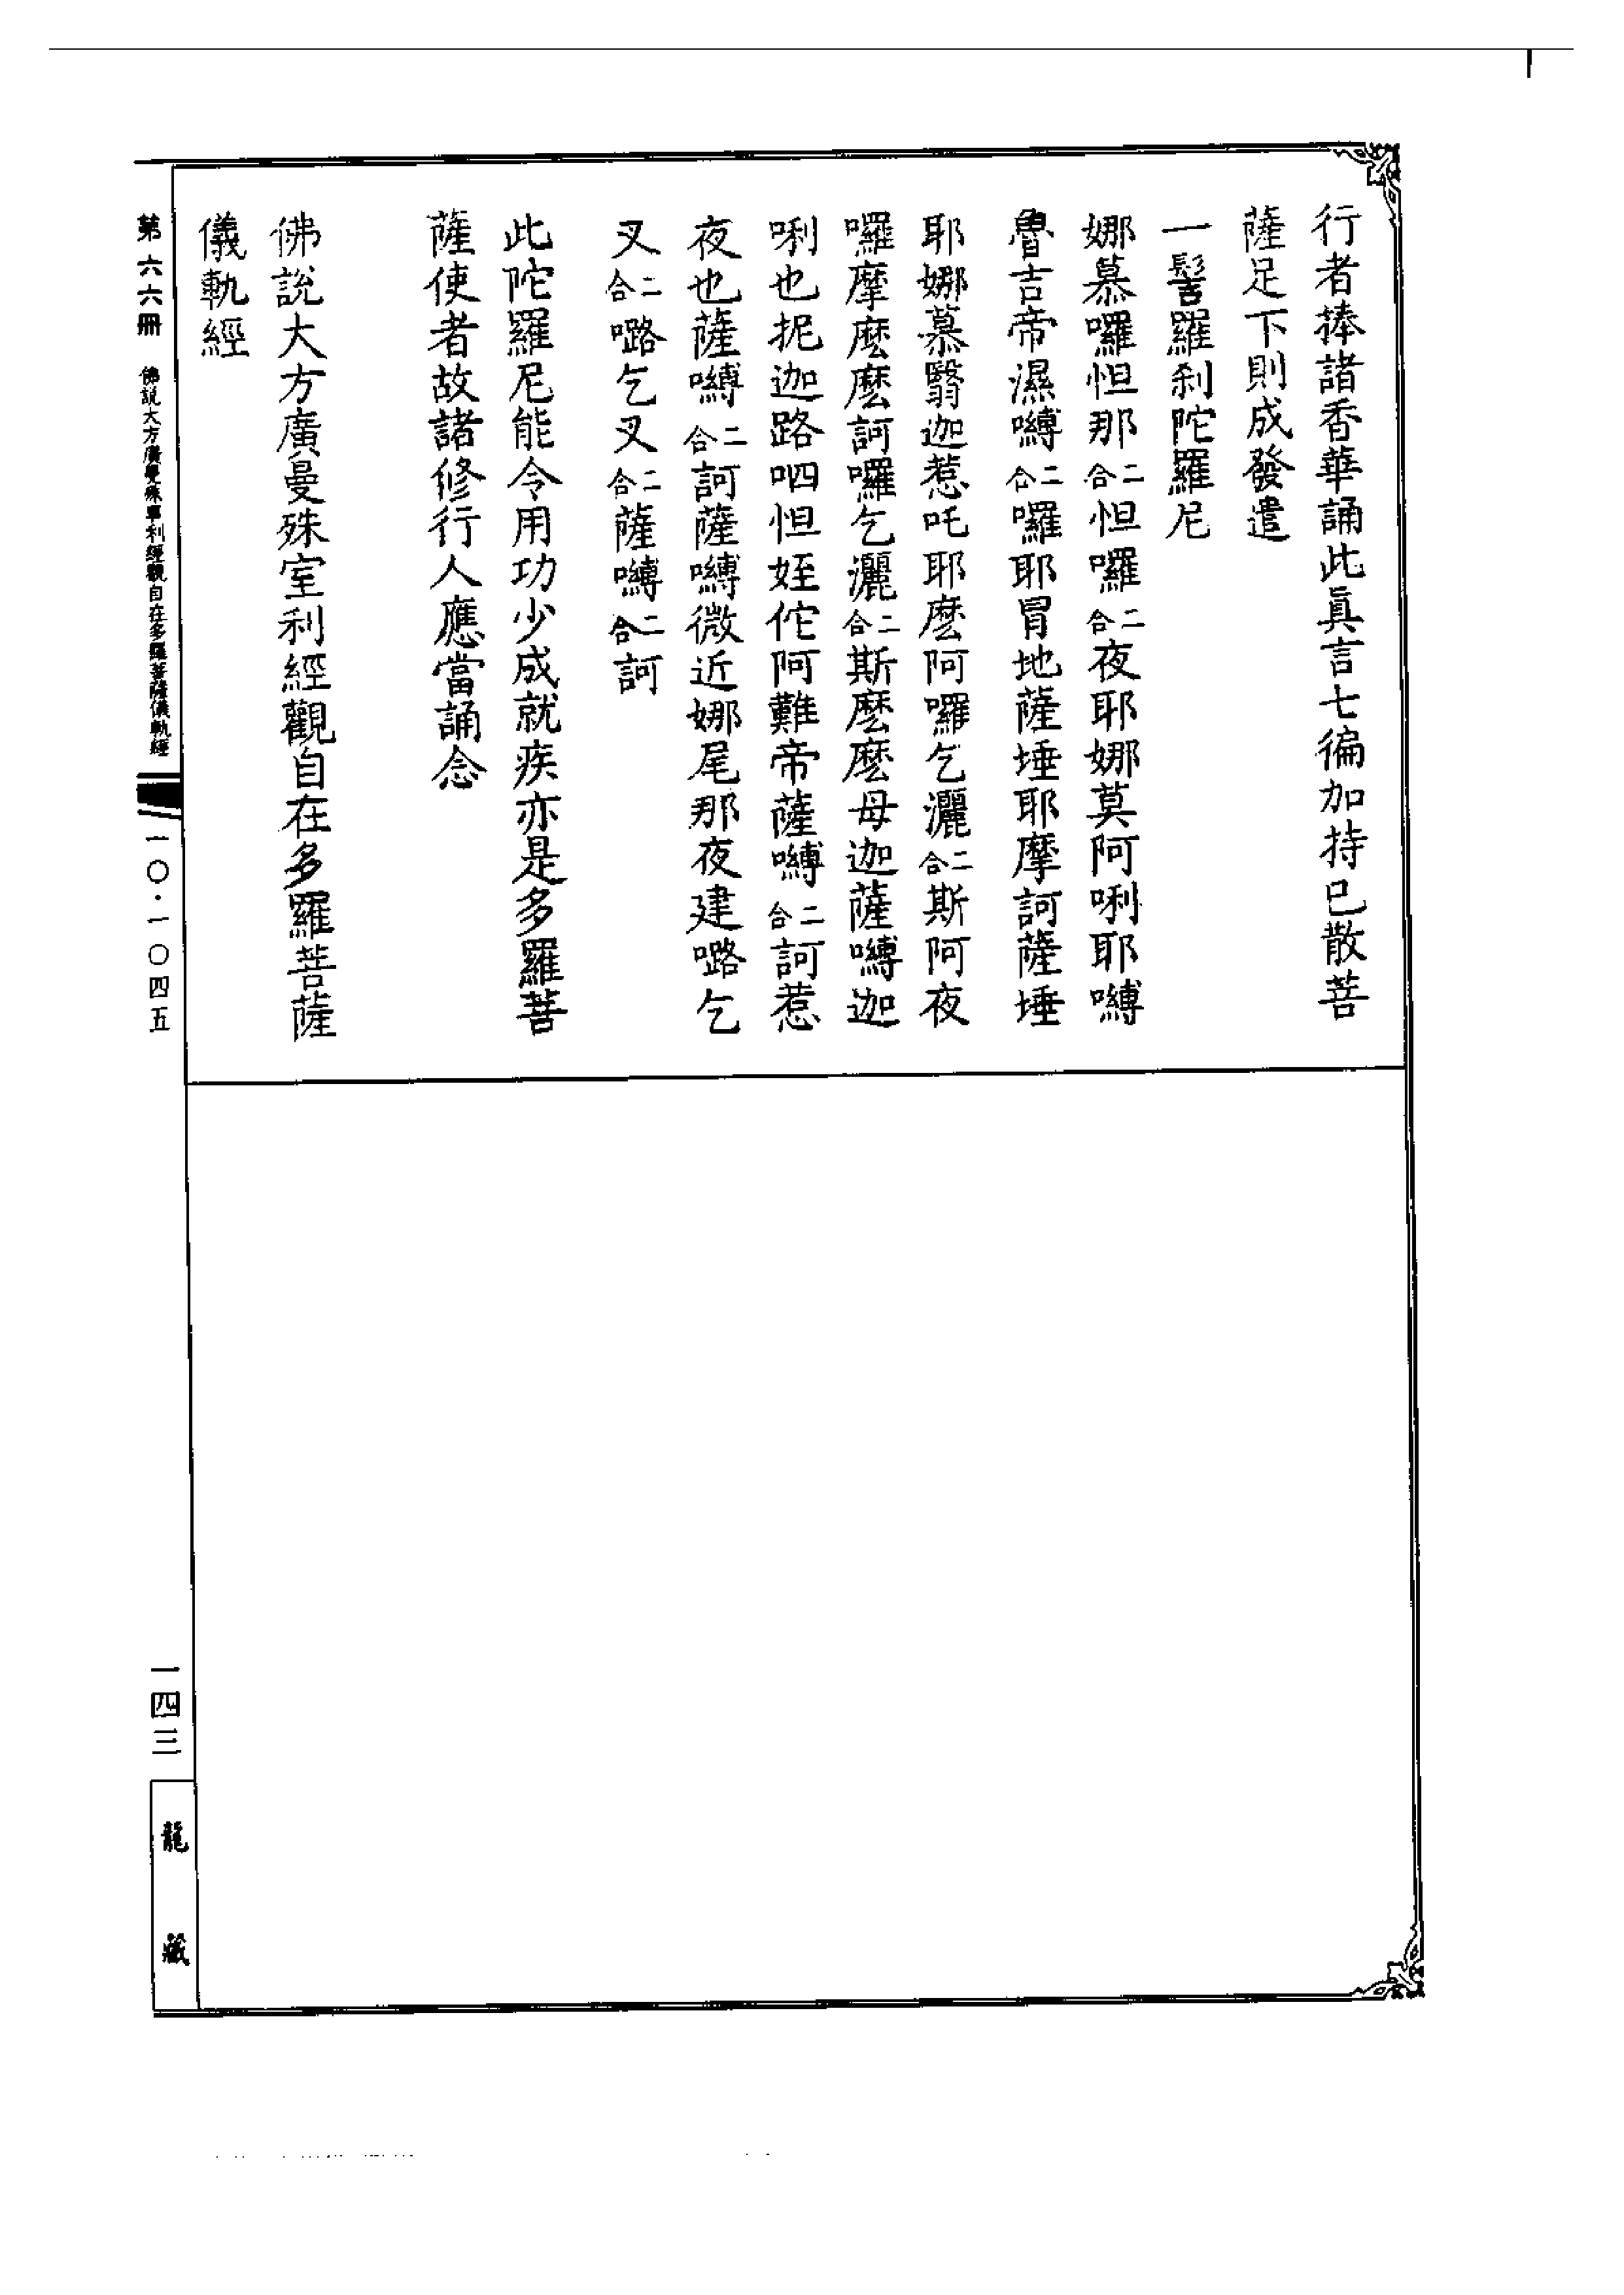 行者捧諸香華誦此真言七徧加持已散菩
薩足下則成發遣
一髻羅刹陀羅尼
娜慕囉怛那二合怛囉二合夜耶娜莫阿唎耶嚩
魯吉帝濕嚩二合囉耶冐地薩埵耶摩訶薩埵
耶娜慕翳迦惹吒耶麽阿囉乞灑二合斯阿夜
囉摩麽麽訶囉乞灑二合斯麽麽母迦薩嚩迦
唎也抳迦路呬怛姪佗阿難帝薩嚩二合訶惹
夜也薩嚩二合訶薩嚩微近娜尾那夜建㗭乞
叉二合㗭乞叉二合薩嚩二合訶
此陀羅尼能令用功少成就疾亦是多羅菩
薩使者故諸修行人應當誦念
佛說大方廣曼殊室利經觀自在多羅菩薩
儀軌經
第六六冊 佛說大方廣曼殊室利經觀自在多羅菩薩儀軌經
一〇·一〇四五
一四三
龍藏